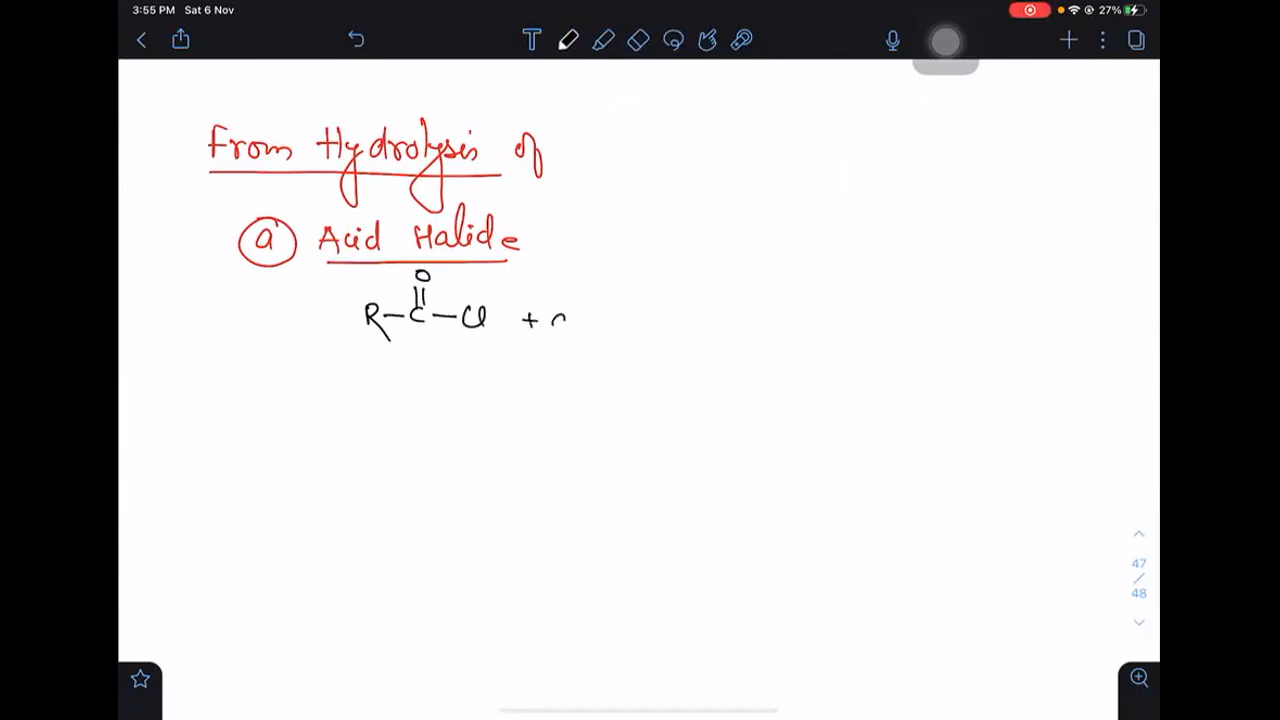 3:55 PM Sat 6 Nov
27%
From Hydrolysis of
a Acid Halide
O
R-C-Cl +
47
/
48